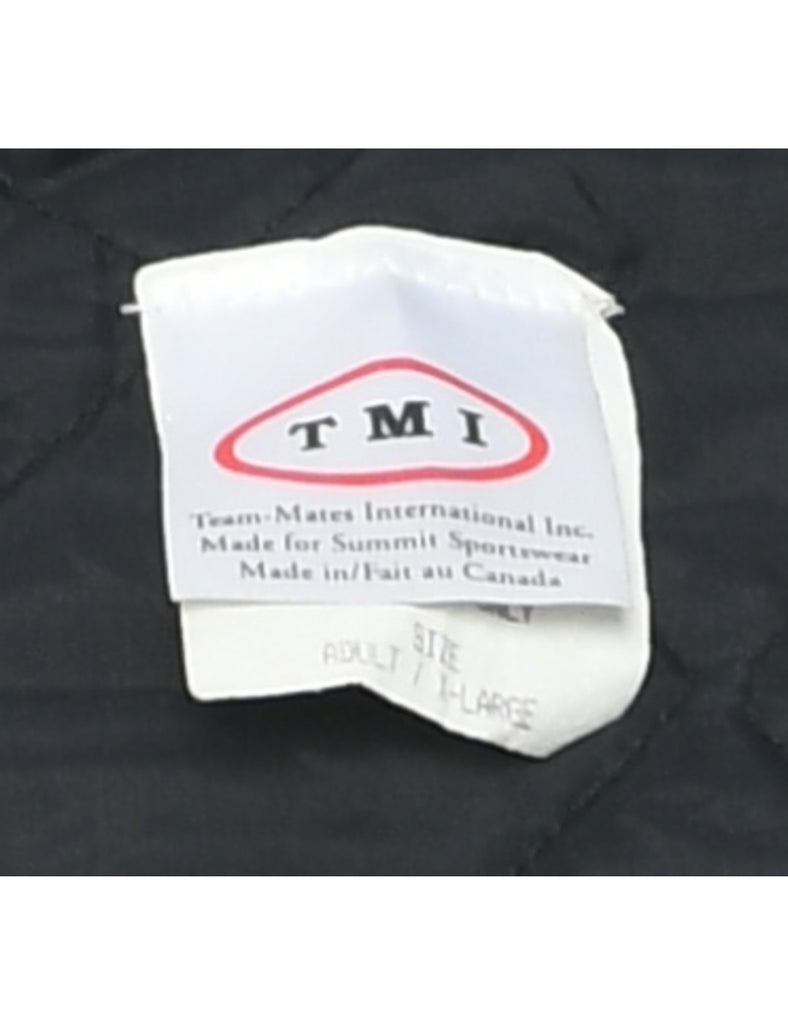 TMI
Team-Mates International Inc.
Made for Summit Sportswear
Made in/Fait au Canada
SIZE
ADULT / X-LARGE